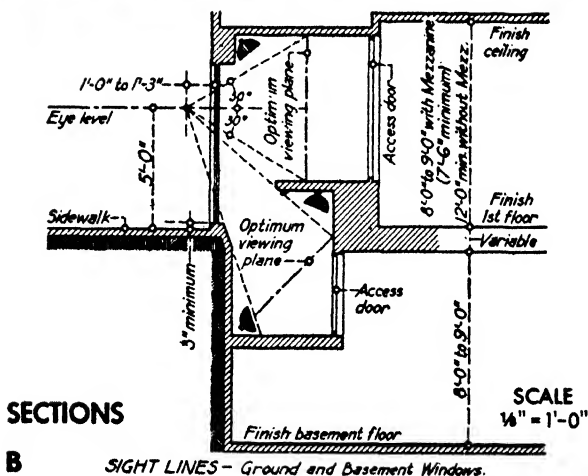 Finish
ceiling
1'-0" to 1'-3"
30°
30°
Eye level
Optimum
viewing plane
Access door
8'-0" to 9'-0" with Mezzanine
(7'-6" minimum)
12'-0" min. without Mezz.
5'-0"
Sidewalk
Finish
1st floor
Variable
3" minimum
Optimum
viewing
plane
Access
door
8'-0" to 9'-0"
SECTIONS
SCALE
⅛" = 1'-0"
Finish basement floor
B
SIGHT LINES – Ground and Basement Windows.